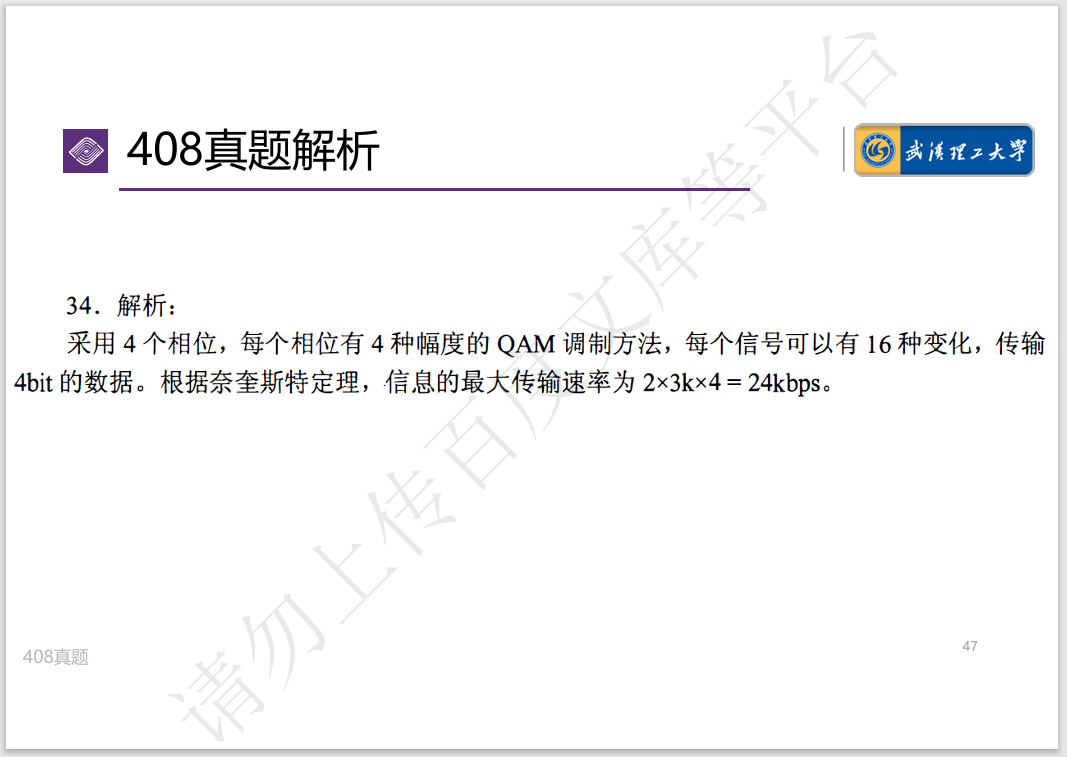 408真题解析
武汉理工大学
34．解析：
采用 4 个相位，每个相位有 4 种幅度的 QAM 调制方法，每个信号可以有 16 种变化，传输
4bit 的数据。根据奈奎斯特定理，信息的最大传输速率为 2×3k×4 = 24kbps。
请勿上传百度文库等平台
408真题
47